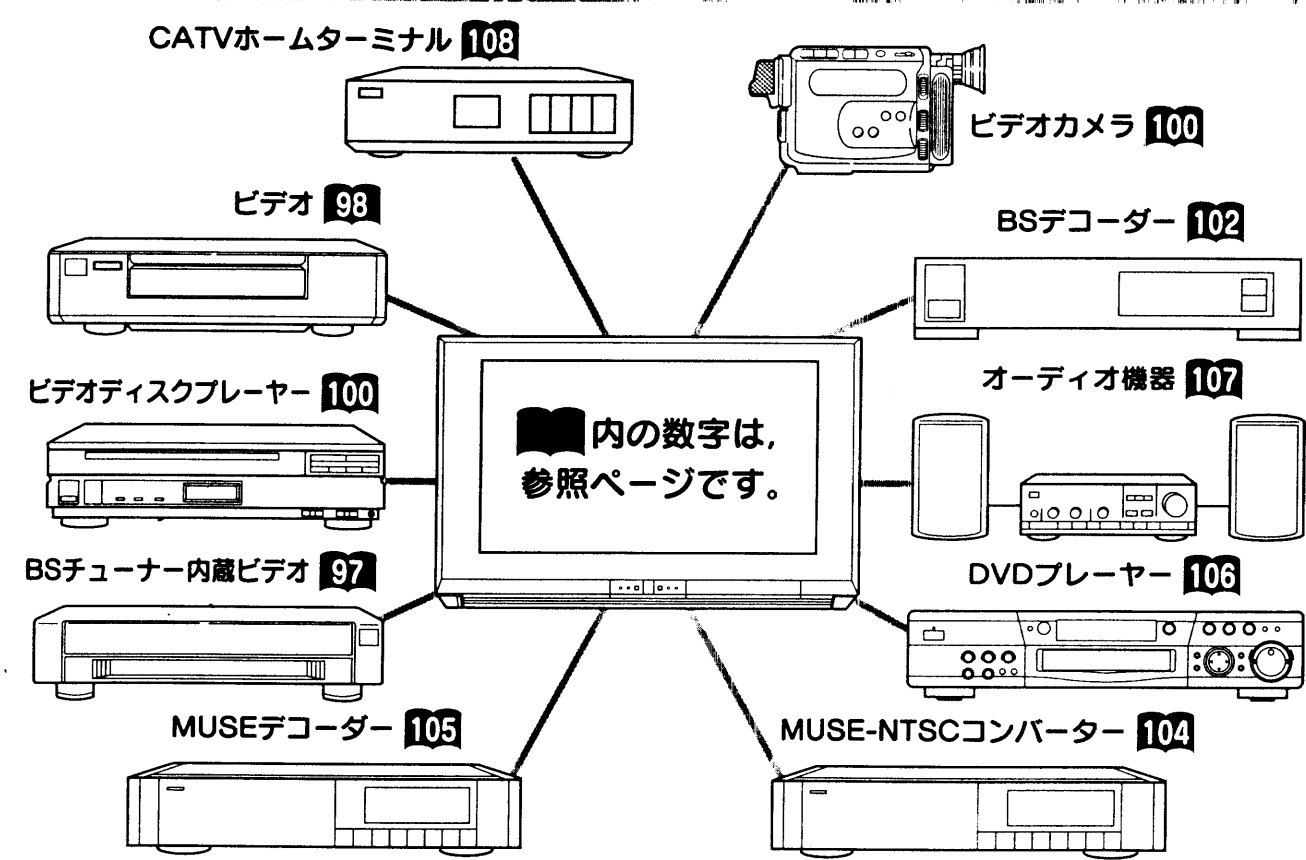 CATVホームターミナル 108
ビデオカメラ 100
ビデオ 98
BSデコーダー 102
ビデオディスクプレーヤー 100
オーディオ機器 107
内の数字は,
参照ページです。
BSチューナー内蔵ビデオ 97
DVDプレーヤー 106
MUSEデコーダー 105
MUSE-NTSCコンバーター 104